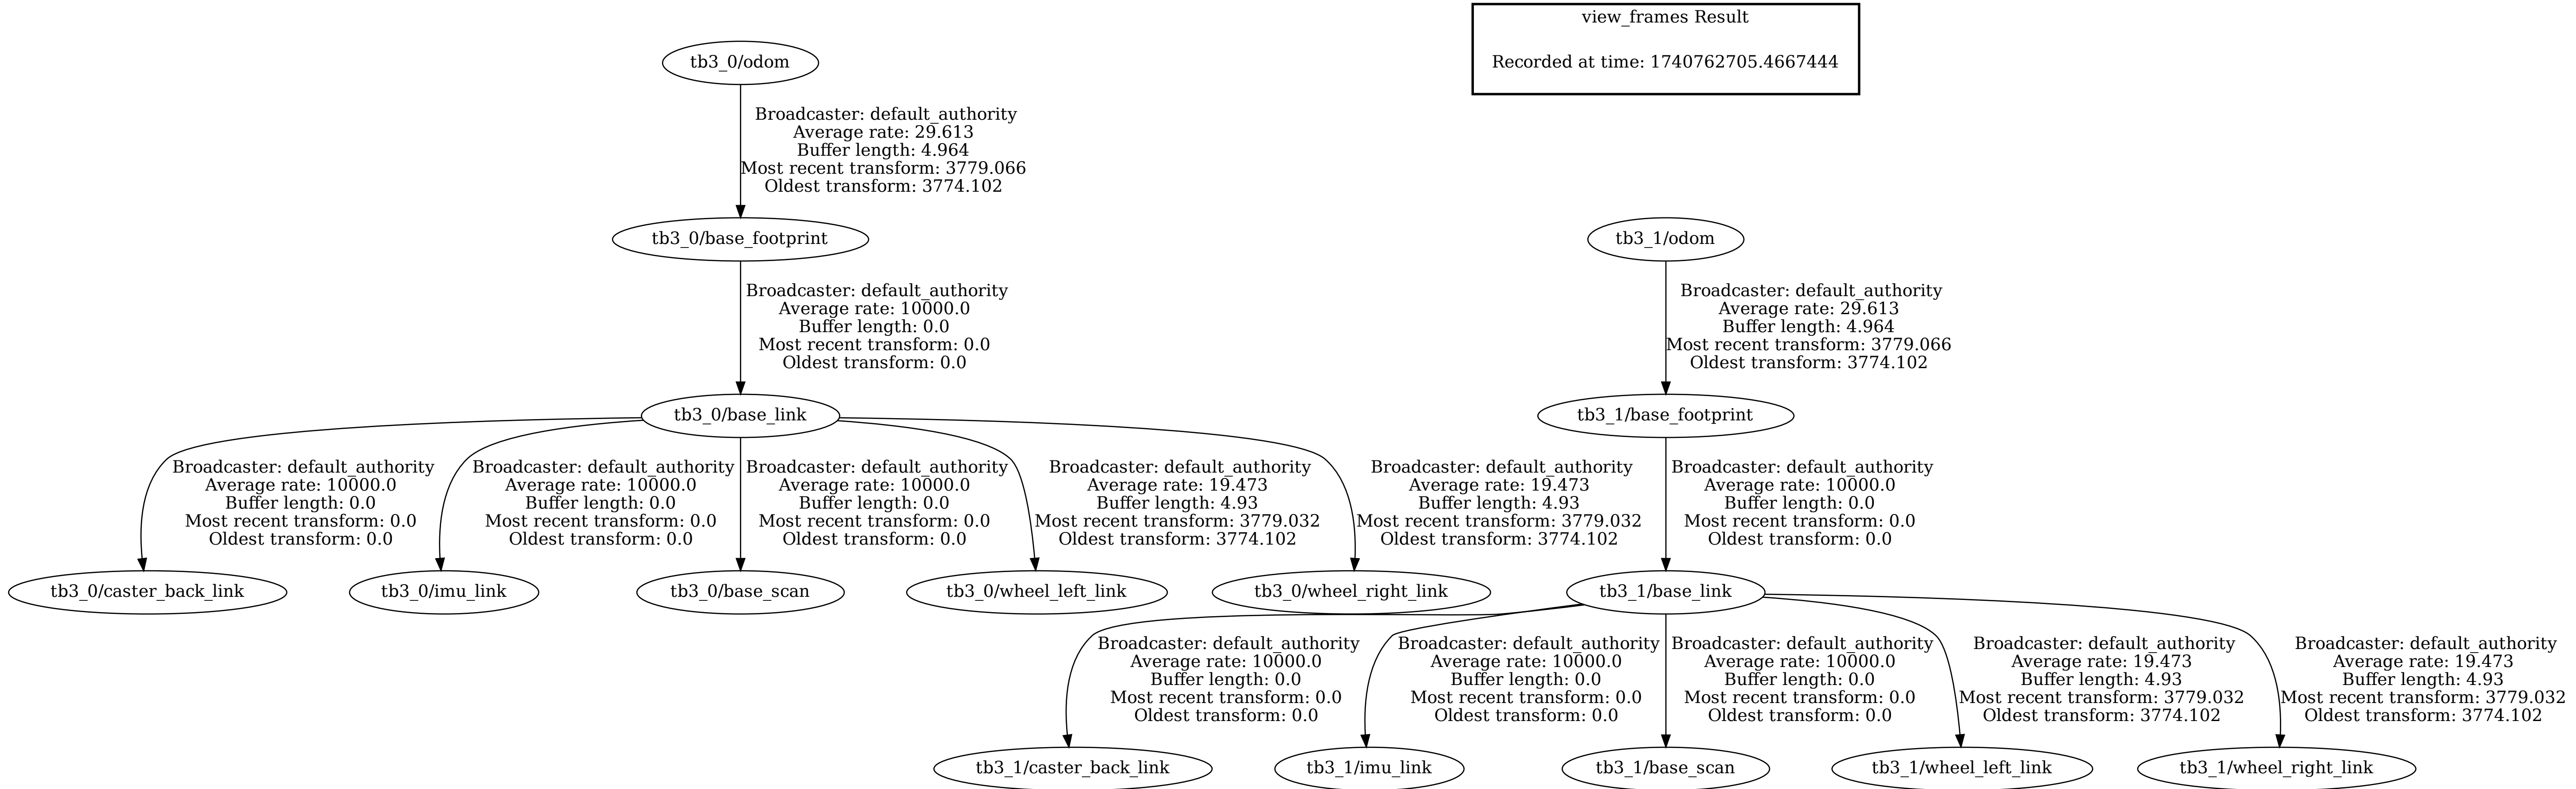 view_frames Result
Recorded at time: 1740762705.4667444
tb3_0/odom
Broadcaster: default_authority
Average rate: 29.613
Buffer length: 4.964
Most recent transform: 3779.066
Oldest transform: 3774.102
tb3_0/base_footprint
Broadcaster: default_authority
Average rate: 10000.0
Buffer length: 0.0
Most recent transform: 0.0
Oldest transform: 0.0
tb3_0/base_link
Broadcaster: default_authority
Average rate: 10000.0
Buffer length: 0.0
Most recent transform: 0.0
Oldest transform: 0.0
tb3_0/caster_back_link
Broadcaster: default_authority
Average rate: 10000.0
Buffer length: 0.0
Most recent transform: 0.0
Oldest transform: 0.0
tb3_0/imu_link
Broadcaster: default_authority
Average rate: 10000.0
Buffer length: 0.0
Most recent transform: 0.0
Oldest transform: 0.0
tb3_0/base_scan
Broadcaster: default_authority
Average rate: 19.473
Buffer length: 4.93
Most recent transform: 3779.032
Oldest transform: 3774.102
tb3_0/wheel_left_link
Broadcaster: default_authority
Average rate: 19.473
Buffer length: 4.93
Most recent transform: 3779.032
Oldest transform: 3774.102
tb3_0/wheel_right_link
tb3_1/odom
Broadcaster: default_authority
Average rate: 29.613
Buffer length: 4.964
Most recent transform: 3779.066
Oldest transform: 3774.102
tb3_1/base_footprint
Broadcaster: default_authority
Average rate: 10000.0
Buffer length: 0.0
Most recent transform: 0.0
Oldest transform: 0.0
tb3_1/base_link
Broadcaster: default_authority
Average rate: 10000.0
Buffer length: 0.0
Most recent transform: 0.0
Oldest transform: 0.0
tb3_1/caster_back_link
Broadcaster: default_authority
Average rate: 10000.0
Buffer length: 0.0
Most recent transform: 0.0
Oldest transform: 0.0
tb3_1/imu_link
Broadcaster: default_authority
Average rate: 10000.0
Buffer length: 0.0
Most recent transform: 0.0
Oldest transform: 0.0
tb3_1/base_scan
Broadcaster: default_authority
Average rate: 19.473
Buffer length: 4.93
Most recent transform: 3779.032
Oldest transform: 3774.102
tb3_1/wheel_left_link
Broadcaster: default_authority
Average rate: 19.473
Buffer length: 4.93
Most recent transform: 3779.032
Oldest transform: 3774.102
tb3_1/wheel_right_link